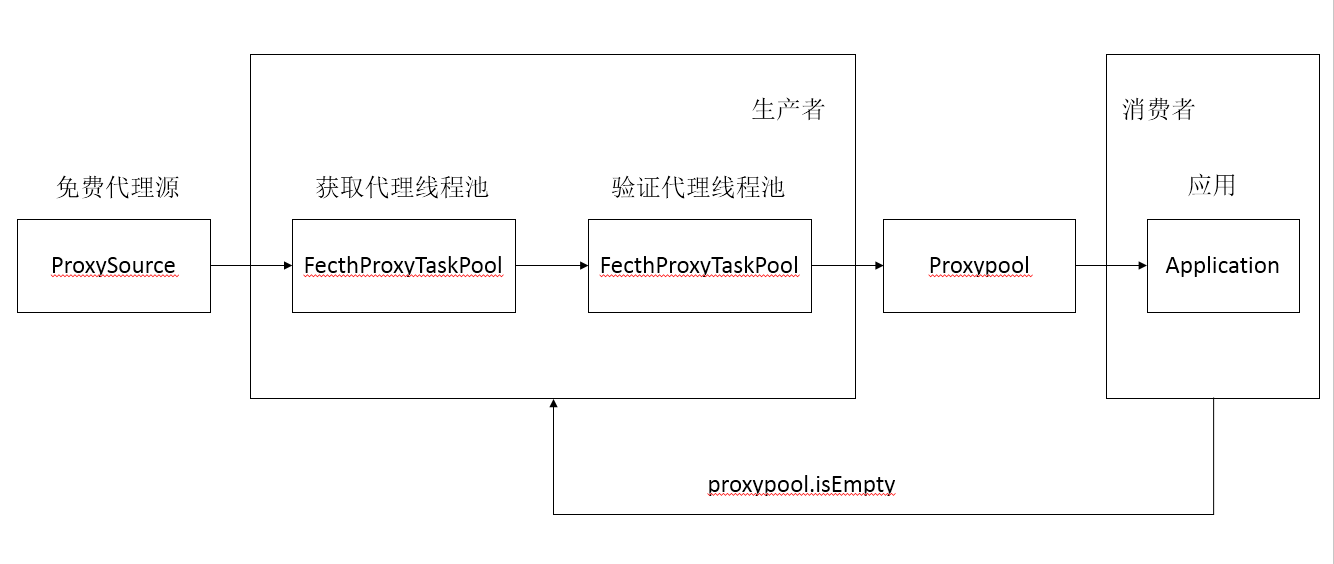 生产者
消费者
免费代理源
获取代理线程池
验证代理线程池
应用
ProxySource
FecthProxyTaskPool
FecthProxyTaskPool
Proxypool
Application
proxypool.isEmpty